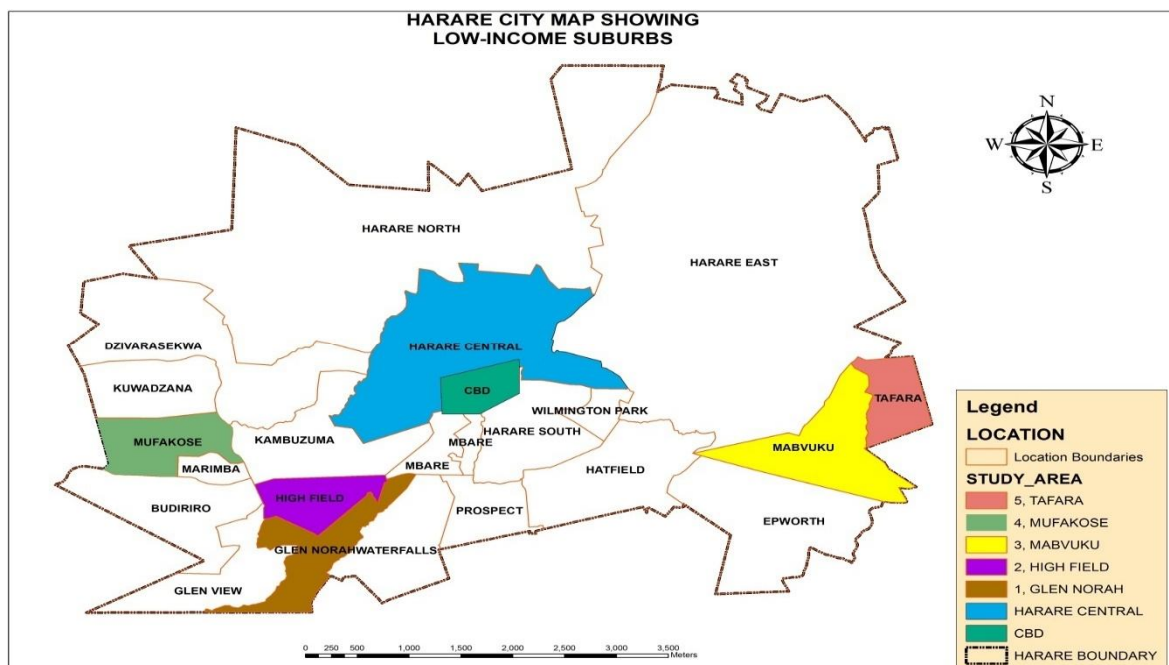 HARARE CITY MAP SHOWING
LOW-INCOME SUBURBS
N
W
E
S
HARARE NORTH
HARARE EAST
DZIVARASEKWA
HARARE CENTRAL
KUWADZANA
CBD
TAFARA
WILMINGTON PARK
MUFAKOSE
KAMBUZUMA
MBARE
HARARE SOUTH
MABVUKU
MARIMBA
MBARE
HATFIELD
HIGH FIELD
BUDIRIRO
PROSPECT
EPWORTH
GLEN NORAH
WATERFALLS
GLEN VIEW
Legend
LOCATION
Location Boundaries
STUDY_AREA
5, TAFARA
4, MUFAKOSE
3, MABVUKU
2, HIGH FIELD
1, GLEN NORAH
HARARE CENTRAL
CBD
HARARE BOUNDARY
0 250 500 1,000 1,500 2,000 2,500 3,000 3,500
Meters